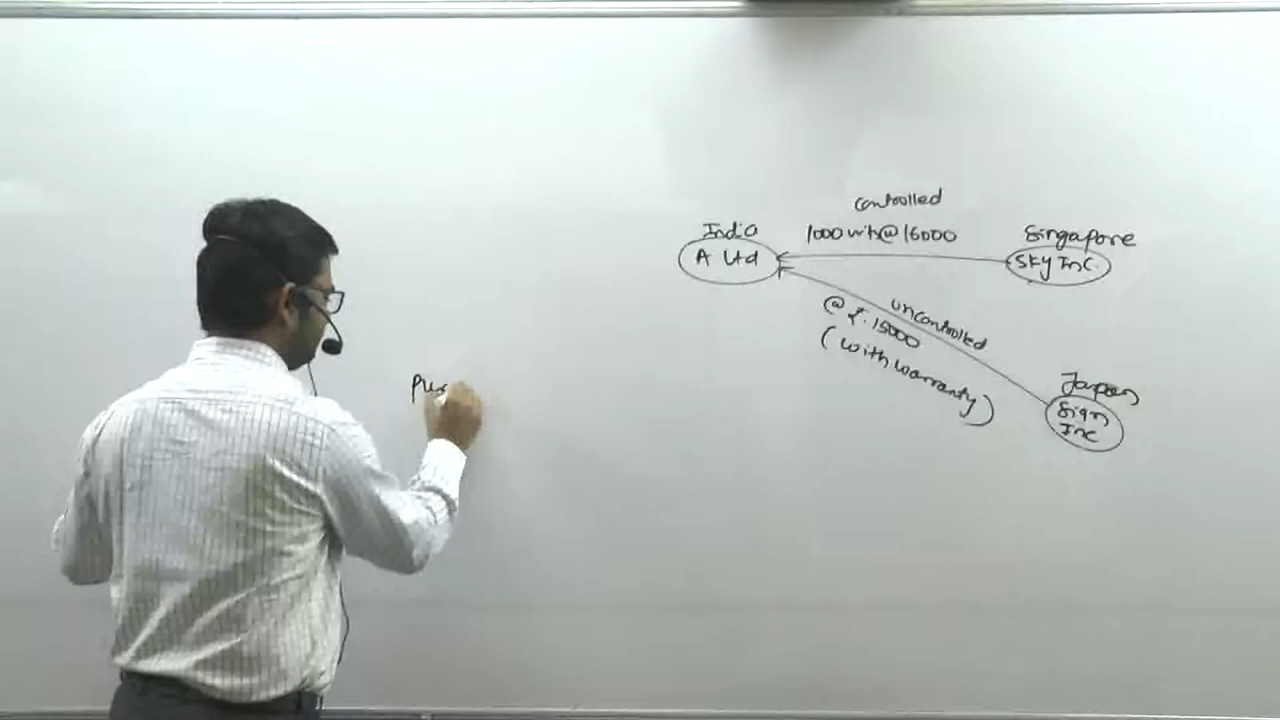 controlled
India
1000 units@ 16000
Singapore
A Ltd
Sky Inc.
uncontrolled
@ ₹. 15000
(with warranty)
Japan
Sign
Inc